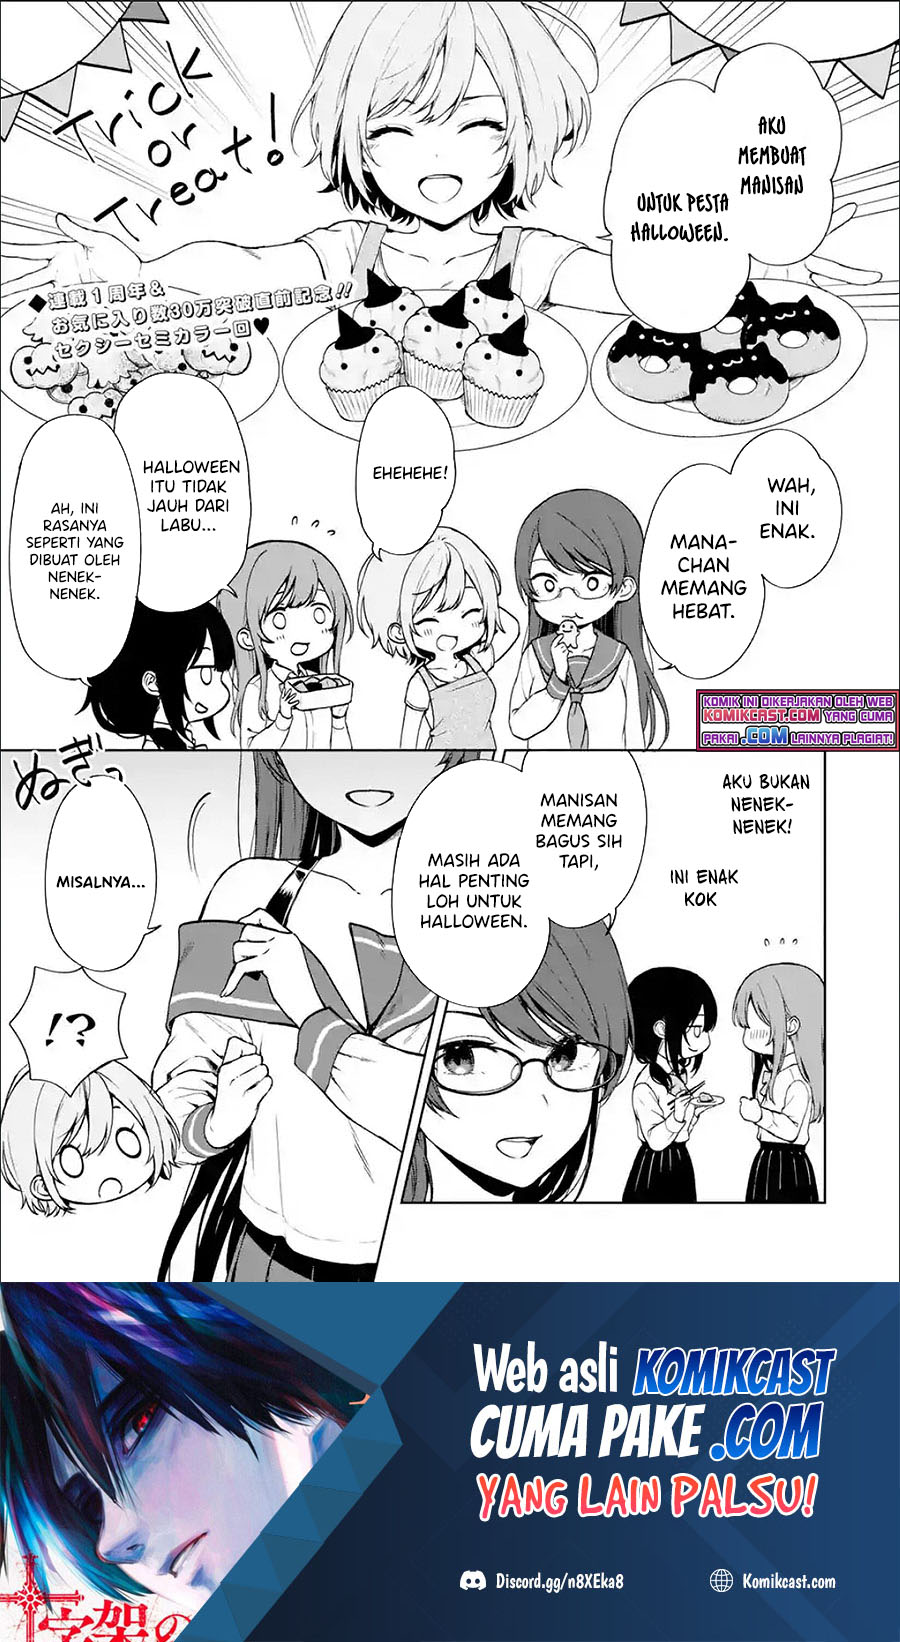 Trick
or
Treat!
AKU
MEMBUAT
MANISAN
UNTUK PESTA
HALLOWEEN.
◆連載1周年&
お気に入り数30万突破直前記念!!
セクシーセミカラー回♥
WAH,
INI
ENAK.
MANA-
CHAN
MEMANG
HEBAT.
EHEHEHE!
HALLOWEEN
ITU TIDAK
JAUH DARI
LABU...
AH, INI
RASANYA
SEPERTI YANG
DIBUAT OLEH
NENEK-
NENEK.
KOMIK INI DIKERJAKAN OLEH WEB
KOMIKCAST.COM YANG CUMA
PAKAI .COM LAINNYA PLAGIAT!
AKU BUKAN
NENEK-
NENEK!
INI ENAK
KOK
MANISAN
MEMANG
BAGUS SIH
TAPI,
MASIH ADA
HAL PENTING
LOH UNTUK
HALLOWEEN.
ぬぎっ
MISALNYA...
!?
Web asli KOMIKCAST
CUMA PAKE .COM
YANG LAIN PALSU!
Discord.gg/n8XEka8
Komikcast.com
十字架の